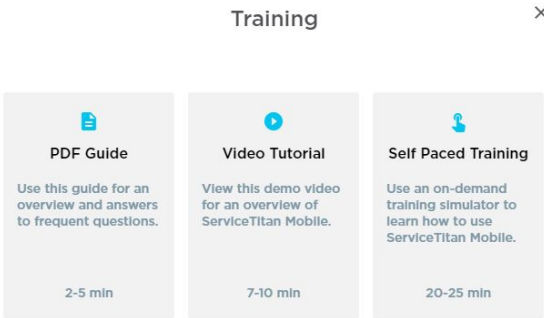 Training
PDF Guide
Use this guide for an
overview and answers
to frequent questions.
2-5 min
Video Tutorial
View this demo video
for an overview of
ServiceTitan Mobile.
7-10 min
Self Paced Training
Use an on-demand
training simulator to
learn how to use
ServiceTitan Mobile.
20-25 min